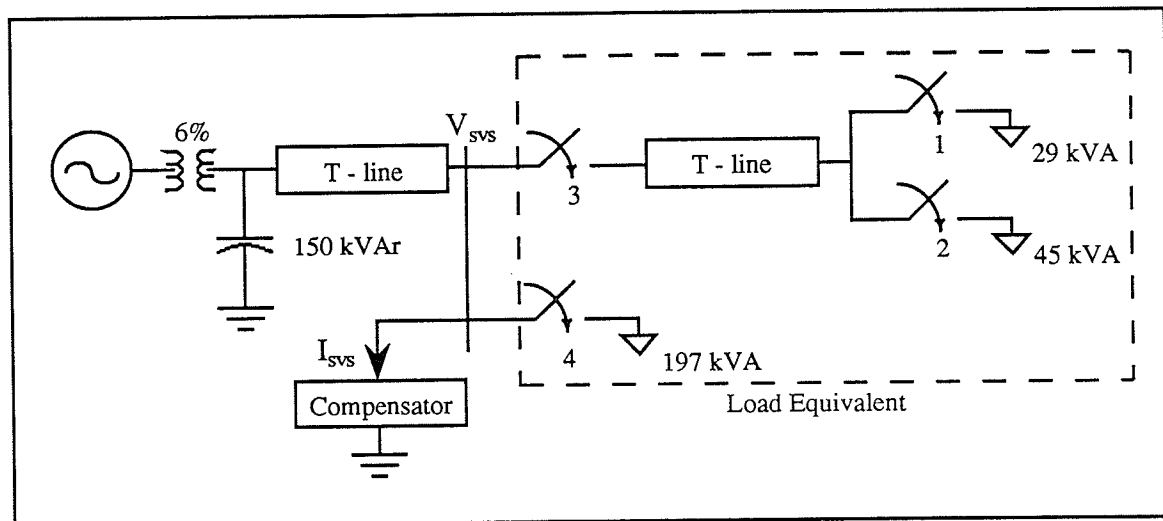 6%
T - line
V_svs
3
T - line
1
29 kVA
2
45 kVA
150 kVAr
I_svs
Compensator
4
197 kVA
Load Equivalent